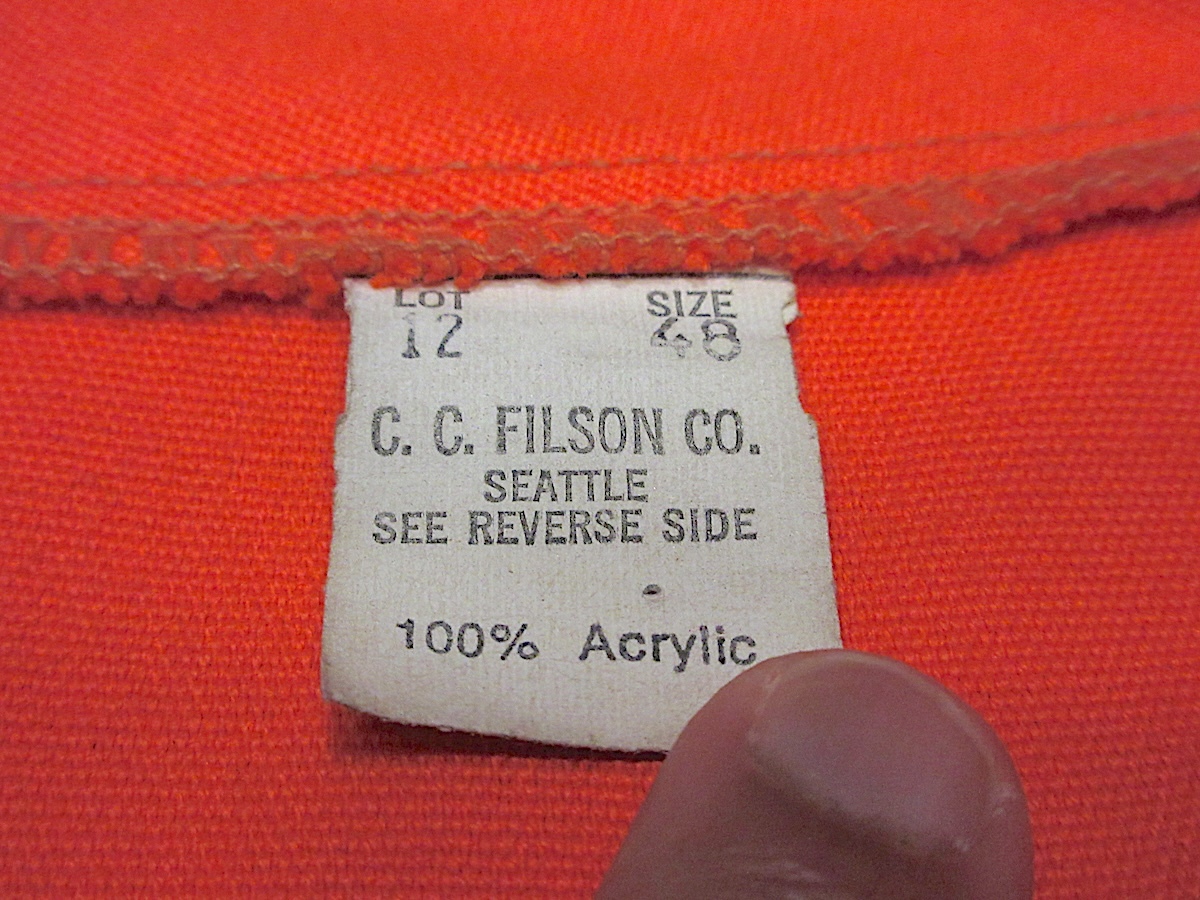 LOT SIZE
12 48
C. C. FILSON CO.
SEATTLE
SEE REVERSE SIDE
100% Acrylic